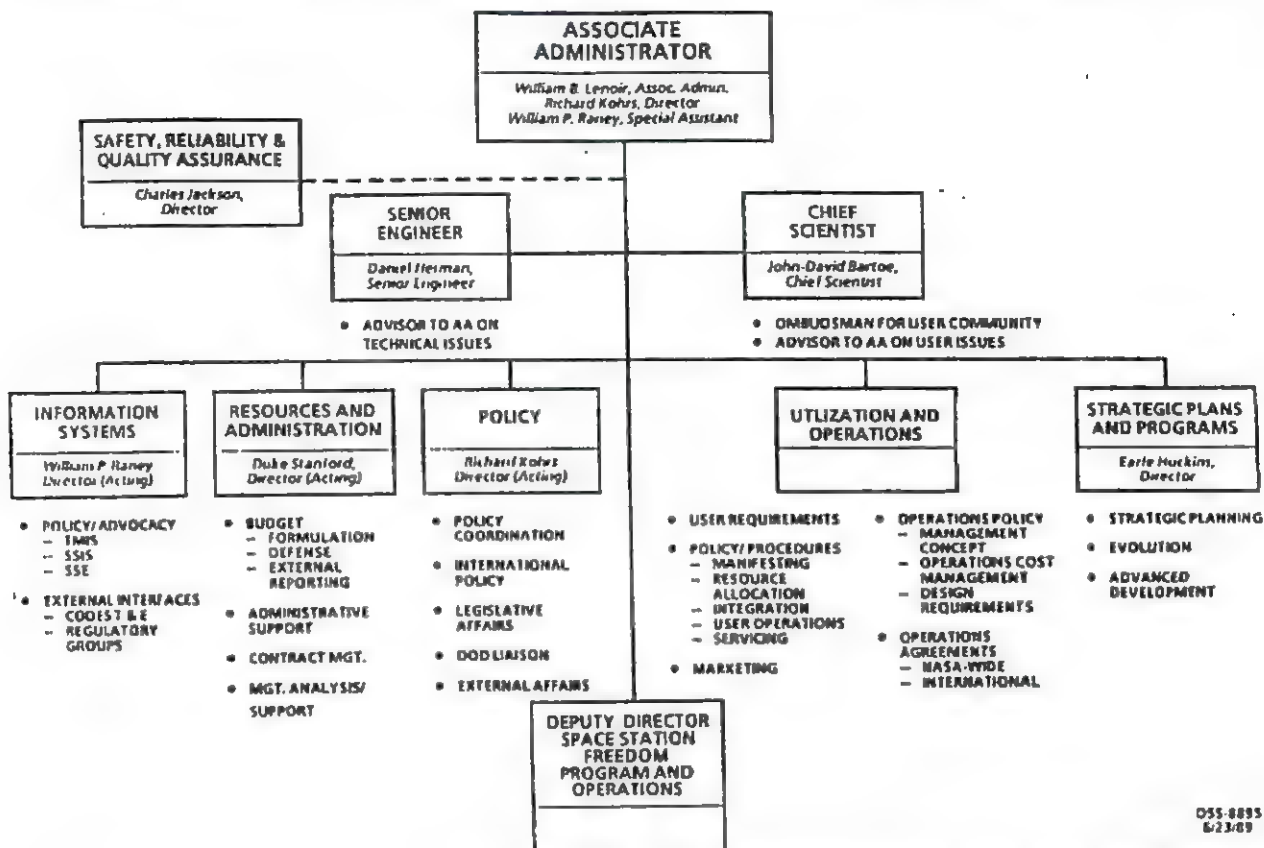 ASSOCIATE
ADMINISTRATOR
William B. Lenoir, Assoc. Admin.
Richard Kohrs, Director
William P. Raney, Special Assistant
SAFETY, RELIABILITY &
QUALITY ASSURANCE
Charles Jackson,
Director
SENIOR
ENGINEER
Daniel Herman,
Senior Engineer
CHIEF
SCIENTIST
John-David Bartoe,
Chief Scientist
● ADVISOR TO AA ON
TECHNICAL ISSUES
● OMBUDSMAN FOR USER COMMUNITY
● ADVISOR TO AA ON USER ISSUES
INFORMATION
SYSTEMS
William P. Raney
Director (Acting)
● POLICY/ADVOCACY
– TMIS
– SSIS
– SSE
● EXTERNAL INTERFACES
– CODES T & E
– REGULATORY
GROUPS
RESOURCES AND
ADMINISTRATION
Duke Stanford,
Director (Acting)
● BUDGET
– FORMULATION
– DEFENSE
– EXTERNAL
REPORTING
● ADMINISTRATIVE
SUPPORT
● CONTRACT MGT.
● MGT. ANALYSIS/
SUPPORT
POLICY
Richard Kohrs
Director (Acting)
● POLICY
COORDINATION
● INTERNATIONAL
POLICY
● LEGISLATIVE
AFFAIRS
● DOD LIAISON
● EXTERNAL AFFAIRS
UTLIZATION AND
OPERATIONS
● USER REQUIREMENTS
● POLICY/PROCEDURES
– MANIFESTING
– RESOURCE
ALLOCATION
– INTEGRATION
– USER OPERATIONS
– SERVICING
● MARKETING
● OPERATIONS POLICY
– MANAGEMENT
CONCEPT
– OPERATIONS COST
MANAGEMENT
– DESIGN
REQUIREMENTS
● OPERATIONS
AGREEMENTS
– NASA-WIDE
– INTERNATIONAL
STRATEGIC PLANS
AND PROGRAMS
Earle Huckins,
Director
● STRATEGIC PLANNING
● EVOLUTION
● ADVANCED
DEVELOPMENT
DEPUTY DIRECTOR
SPACE STATION
FREEDOM
PROGRAM AND
OPERATIONS
DSS-8895
6/23/89